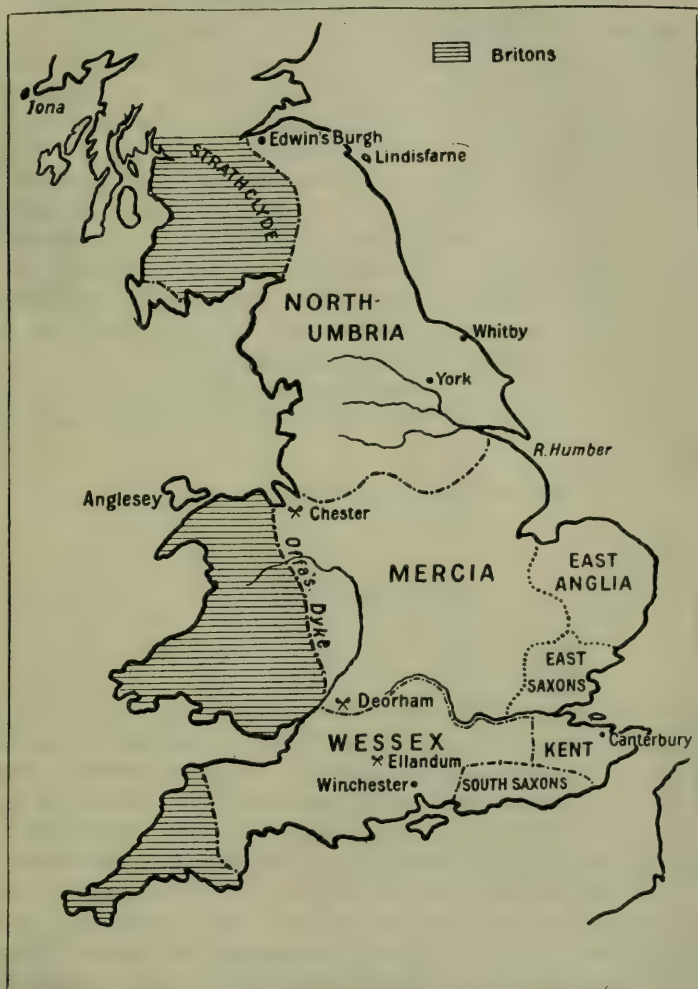 Britons
Iona
Edwin's Burgh
Lindisfarne
STRATHCLYDE
NORTH-
UMBRIA
Whitby
York
R. Humber
Anglesey
Chester
Offa's Dyke
MERCIA
EAST
ANGLIA
EAST
SAXONS
Deorham
WESSEX
KENT
Canterbury
Ellandum
Winchester
SOUTH SAXONS